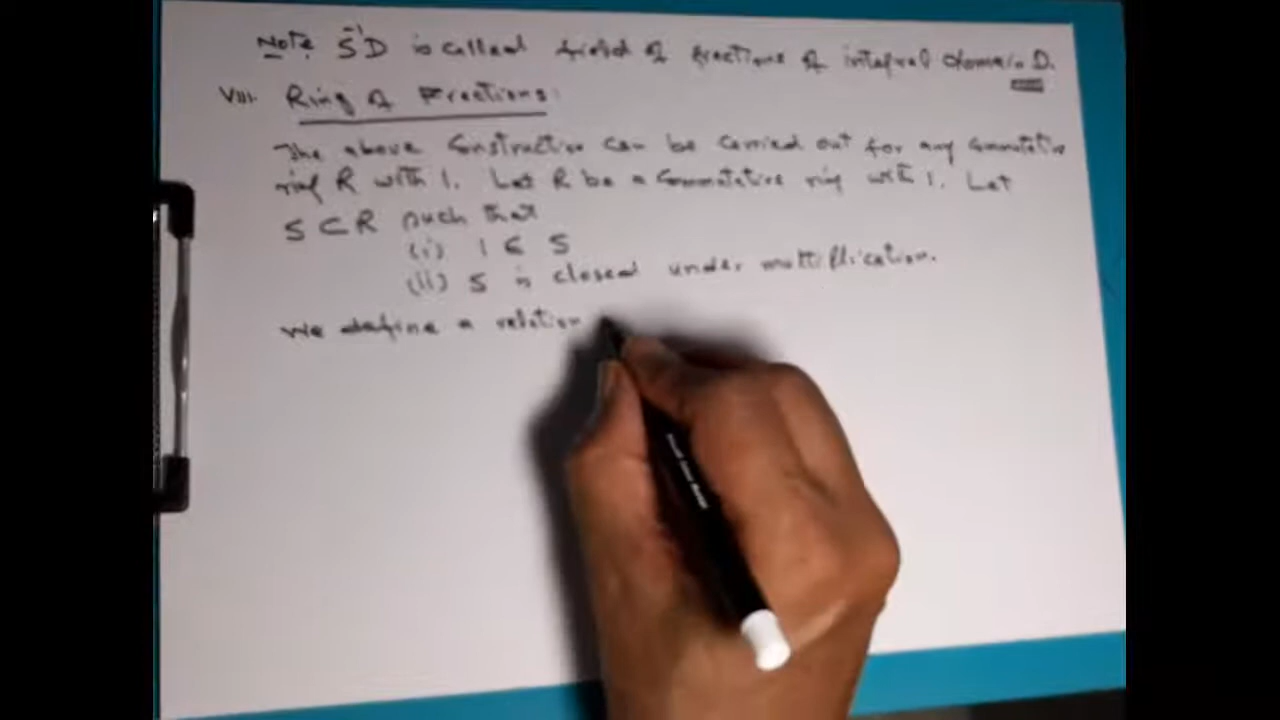 Note. S⁻¹D is called field of fractions of integral domain D.
VIII. Ring of Fractions:
The above construction can be carried out for any commutative
ring R with 1. Let R be a commutative ring with 1. Let
S ⊂ R such that
(i) 1 ∈ S
(ii) S is closed under multiplication.
We define a relation